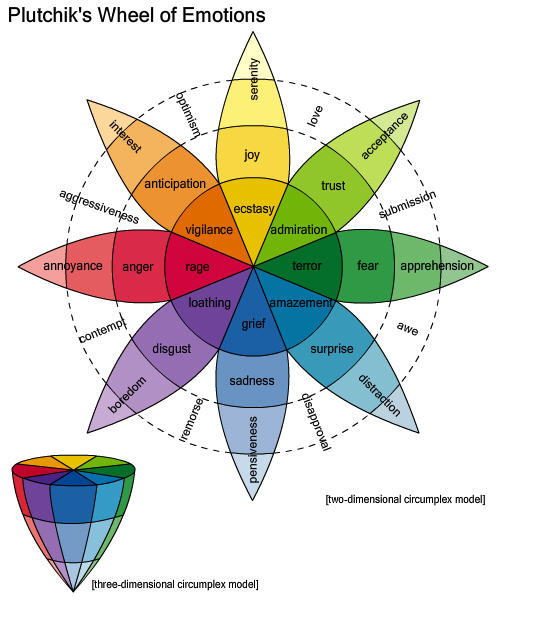 Plutchik's Wheel of Emotions
serenity
optimism
love
interest
acceptance
joy
anticipation
trust
aggressiveness
submission
ecstasy
vigilance
admiration
annoyance
anger
rage
terror
fear
apprehension
loathing
amazement
grief
contempt
awe
disgust
surprise
sadness
boredom
distraction
remorse
disapproval
pensiveness
[two-dimensional circumplex model]
[three-dimensional circumplex model]